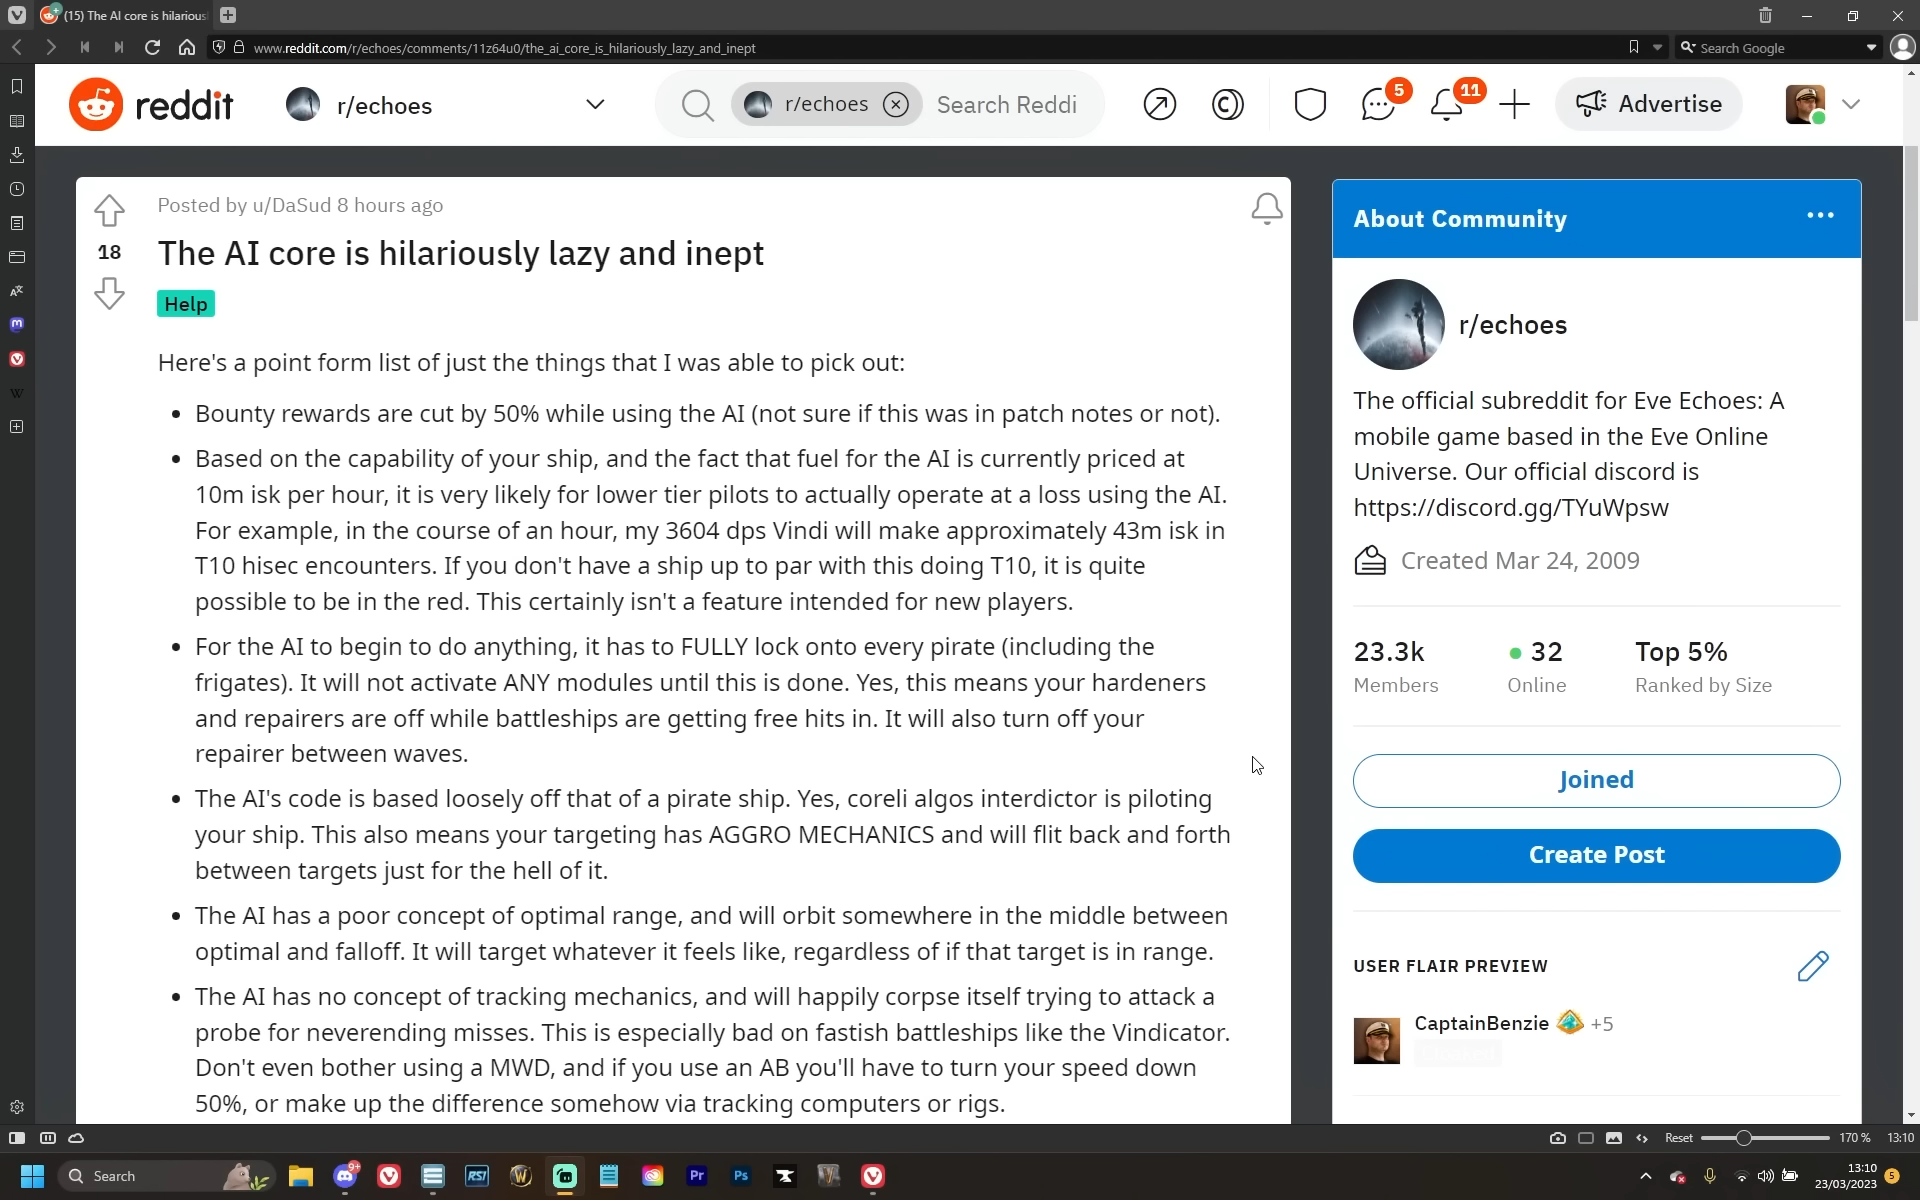 (15) The AI core is hilarious
www.reddit.com/r/echoes/comments/11z64u0/the_ai_core_is_hilariously_lazy_and_inept
Search Google
reddit
r/echoes
r/echoes
Search Reddi
5
11
Advertise
Posted by u/DaSud 8 hours ago
18
The AI core is hilariously lazy and inept
Help
Here's a point form list of just the things that I was able to pick out:
• Bounty rewards are cut by 50% while using the AI (not sure if this was in patch notes or not).
• Based on the capability of your ship, and the fact that fuel for the AI is currently priced at
10m isk per hour, it is very likely for lower tier pilots to actually operate at a loss using the AI.
For example, in the course of an hour, my 3604 dps Vindi will make approximately 43m isk in
T10 hisec encounters. If you don't have a ship up to par with this doing T10, it is quite
possible to be in the red. This certainly isn't a feature intended for new players.
• For the AI to begin to do anything, it has to FULLY lock onto every pirate (including the
frigates). It will not activate ANY modules until this is done. Yes, this means your hardeners
and repairers are off while battleships are getting free hits in. It will also turn off your
repairer between waves.
• The AI's code is based loosely off that of a pirate ship. Yes, coreli algos interdictor is piloting
your ship. This also means your targeting has AGGRO MECHANICS and will flit back and forth
between targets just for the hell of it.
• The AI has a poor concept of optimal range, and will orbit somewhere in the middle between
optimal and falloff. It will target whatever it feels like, regardless of if that target is in range.
• The AI has no concept of tracking mechanics, and will happily corpse itself trying to attack a
probe for neverending misses. This is especially bad on fastish battleships like the Vindicator.
Don't even bother using a MWD, and if you use an AB you'll have to turn your speed down
50%, or make up the difference somehow via tracking computers or rigs.
About Community
r/echoes
The official subreddit for Eve Echoes: A
mobile game based in the Eve Online
Universe. Our official discord is
https://discord.gg/TYuWpsw
Created Mar 24, 2009
23.3k
Members
32
Online
Top 5%
Ranked by Size
Joined
Create Post
USER FLAIR PREVIEW
CaptainBenzie +5
Reset
170 %
13:10
Search
9+
RSI
W
Pr
Ps
13:10
23/03/2023
5